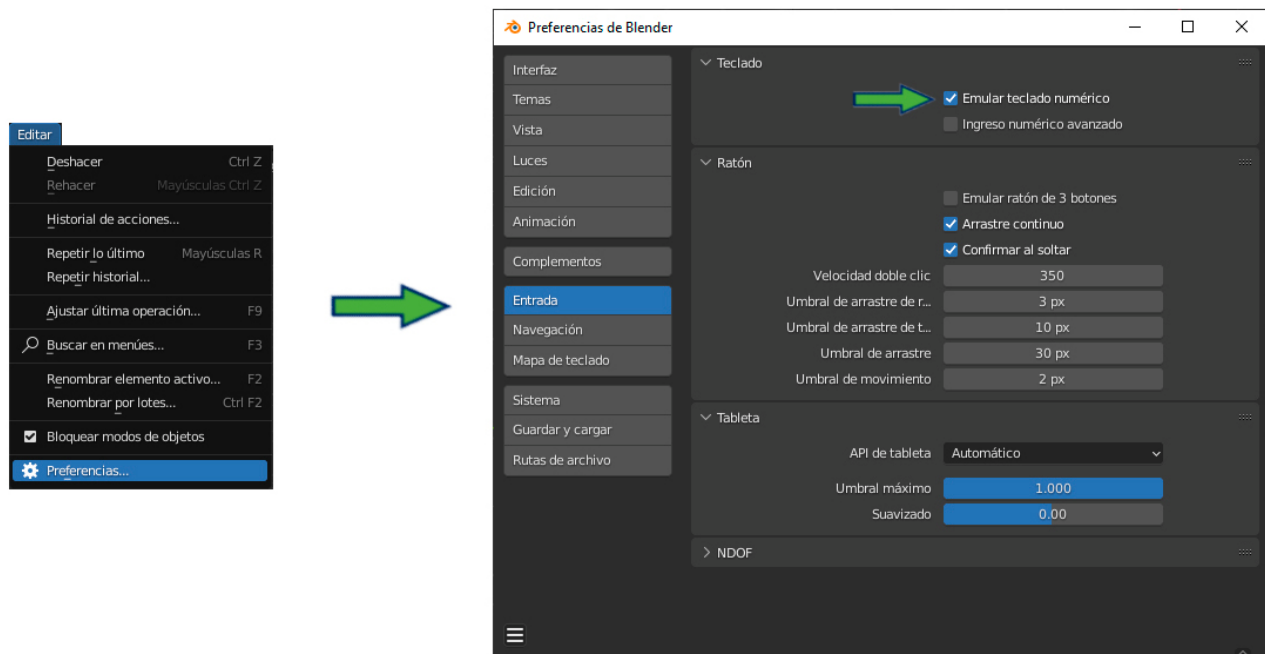 Editar
Deshacer Ctrl Z
Rehacer Mayúsculas Ctrl Z
Historial de acciones...
Repetir lo último Mayúsculas R
Repetir historial...
Ajustar última operación... F9
Buscar en menúes... F3
Renombrar elemento activo... F2
Renombrar por lotes... Ctrl F2
Bloquear modos de objetos
Preferencias...
Preferencias de Blender
Interfaz
Temas
Vista
Luces
Edición
Animación
Complementos
Entrada
Navegación
Mapa de teclado
Sistema
Guardar y cargar
Rutas de archivo
Teclado
Emular teclado numérico
Ingreso numérico avanzado
Ratón
Emular ratón de 3 botones
Arrastre continuo
Confirmar al soltar
Velocidad doble clic 350
Umbral de arrastre de r... 3 px
Umbral de arrastre de t... 10 px
Umbral de arrastre 30 px
Umbral de movimiento 2 px
Tableta
API de tableta Automático
Umbral máximo 1.000
Suavizado 0.00
NDOF